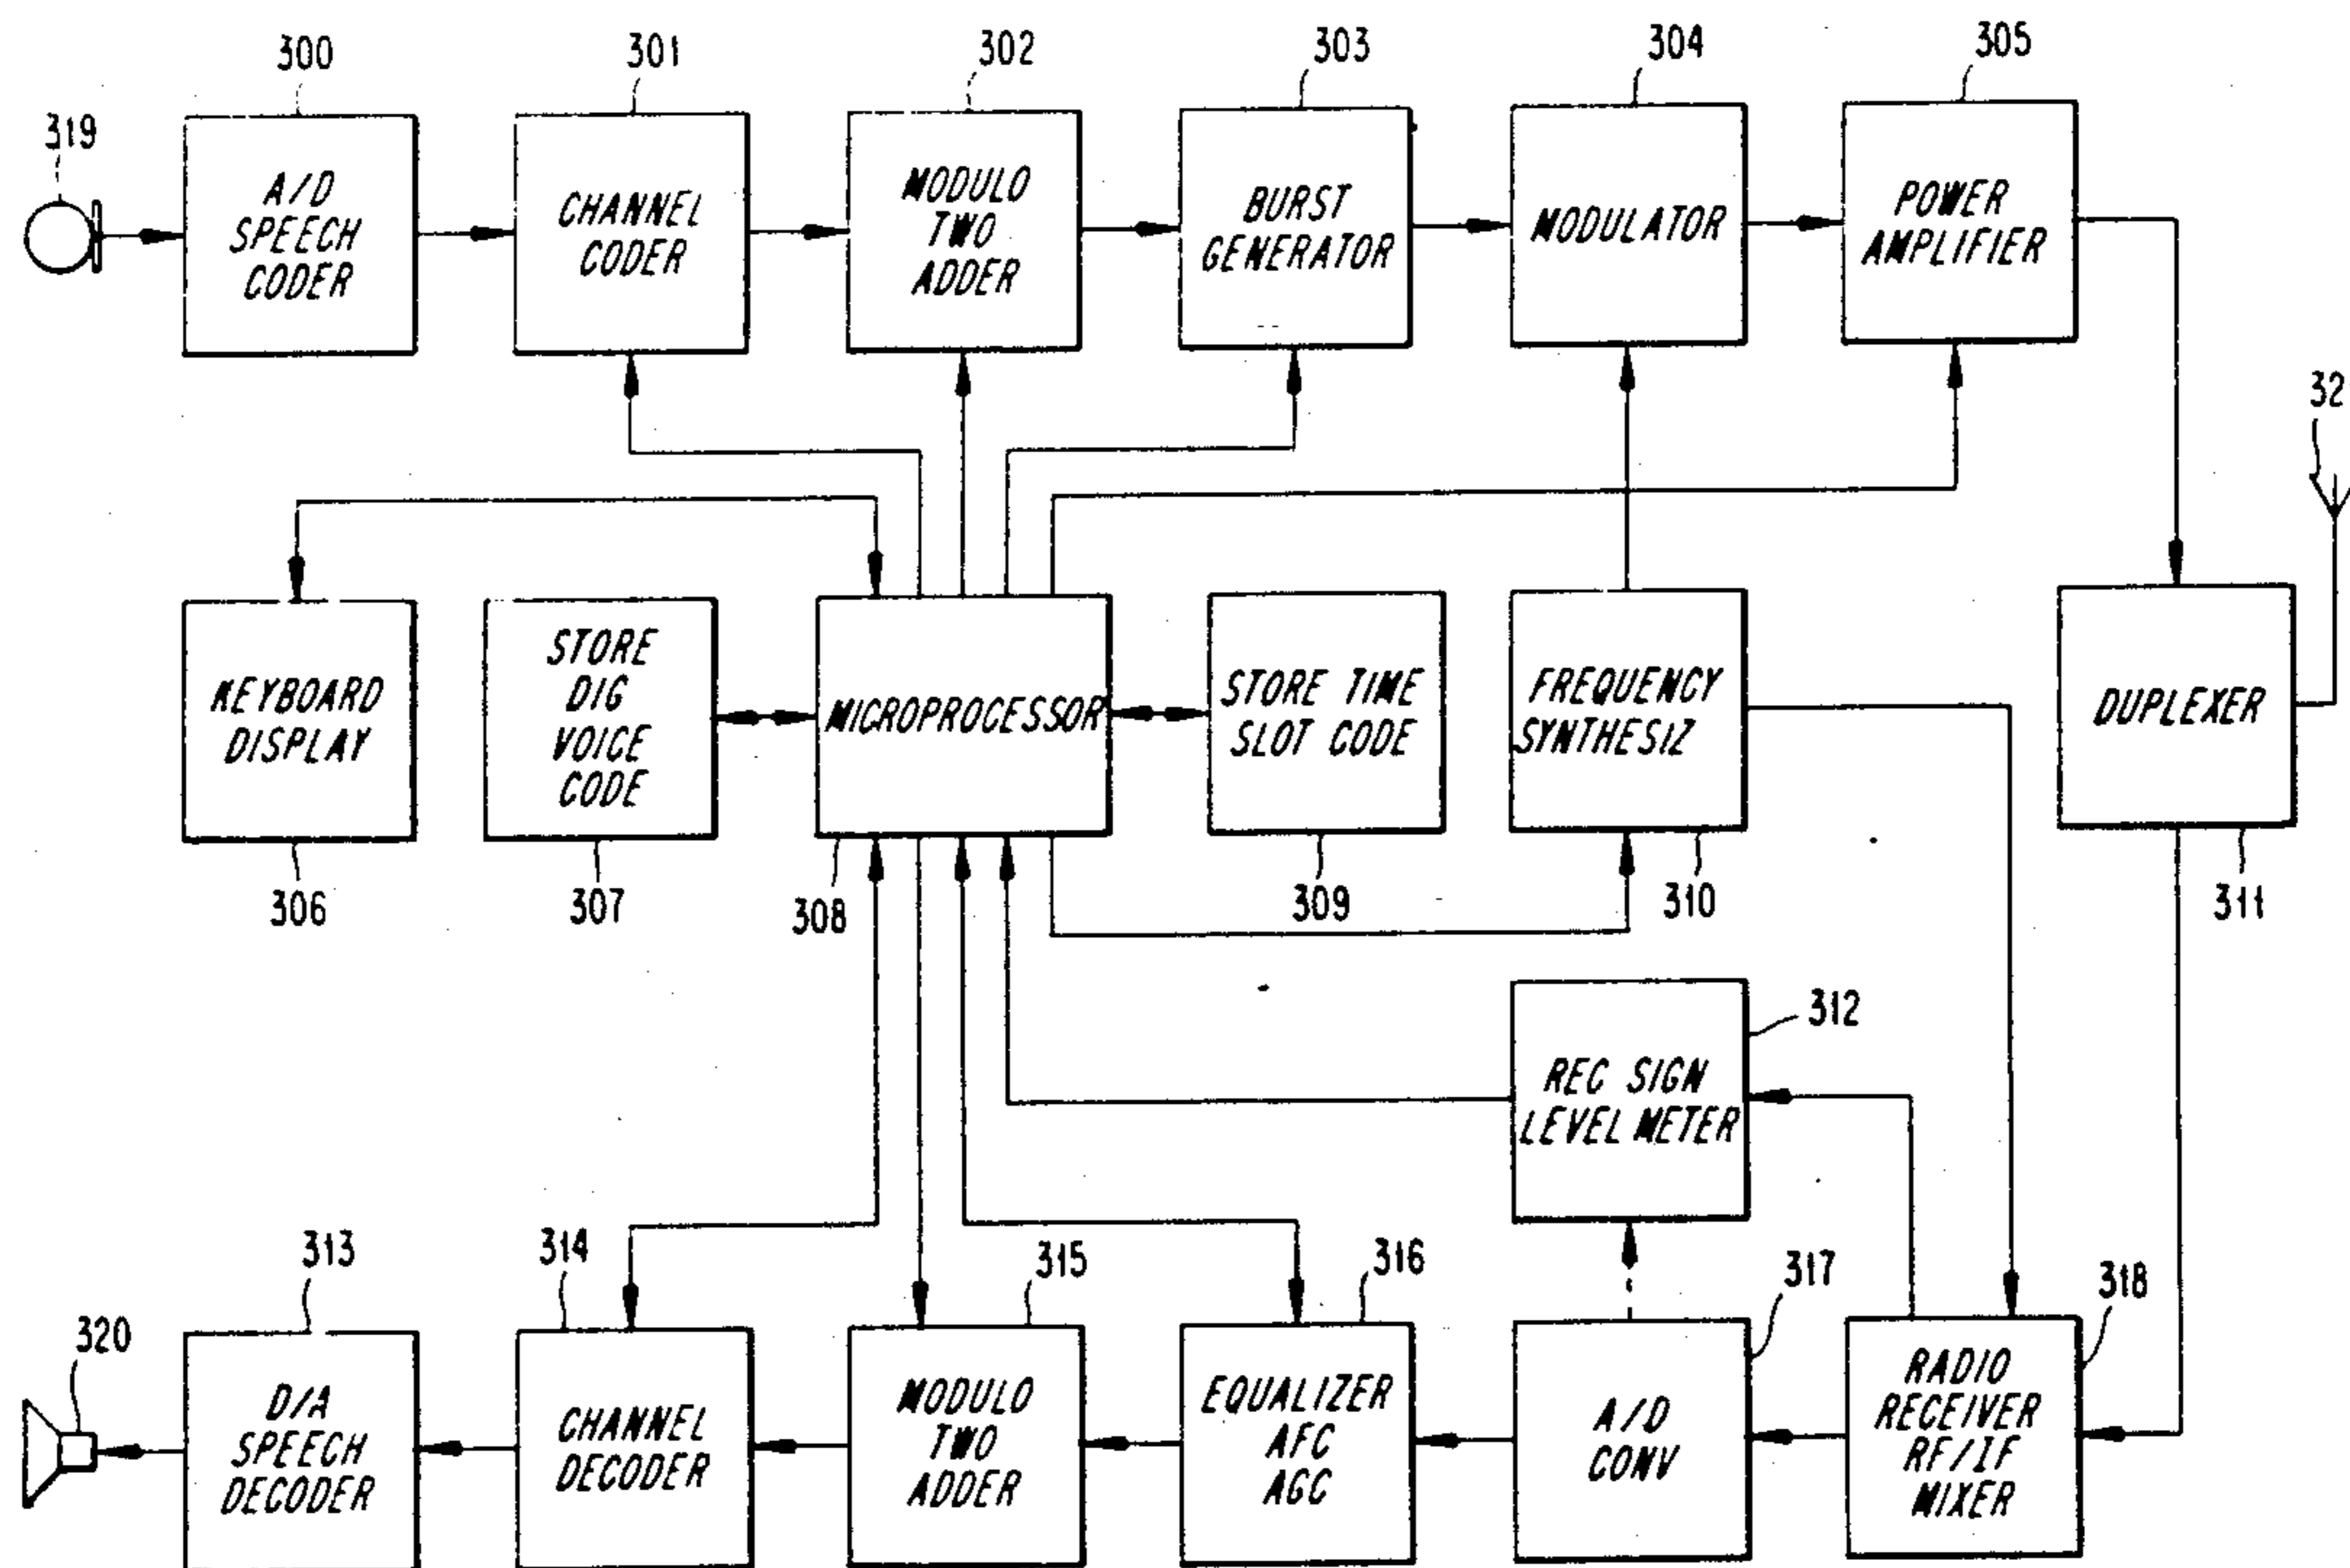 300
301
302
303
304
305
319
A/D
SPEECH
CODER
CHANNEL
CODER
MODULO
TWO
ADDER
BURST
GENERATOR
MODULATOR
POWER
AMPLIFIER
32
KEYBOARD
DISPLAY
STORE
DIG
VOICE
CODE
MICROPROCESSOR
STORE TIME
SLOT CODE
FREQUENCY
SYNTHESIZ
DUPLEXER
306
307
308
309
310
311
312
REC SIGN
LEVEL METER
313
314
315
316
317
318
320
D/A
SPEECH
DECODER
CHANNEL
DECODER
MODULO
TWO
ADDER
EQUALIZER
AFC
AGC
A/D
CONV
RADIO
RECEIVER
RF/IF
MIXER